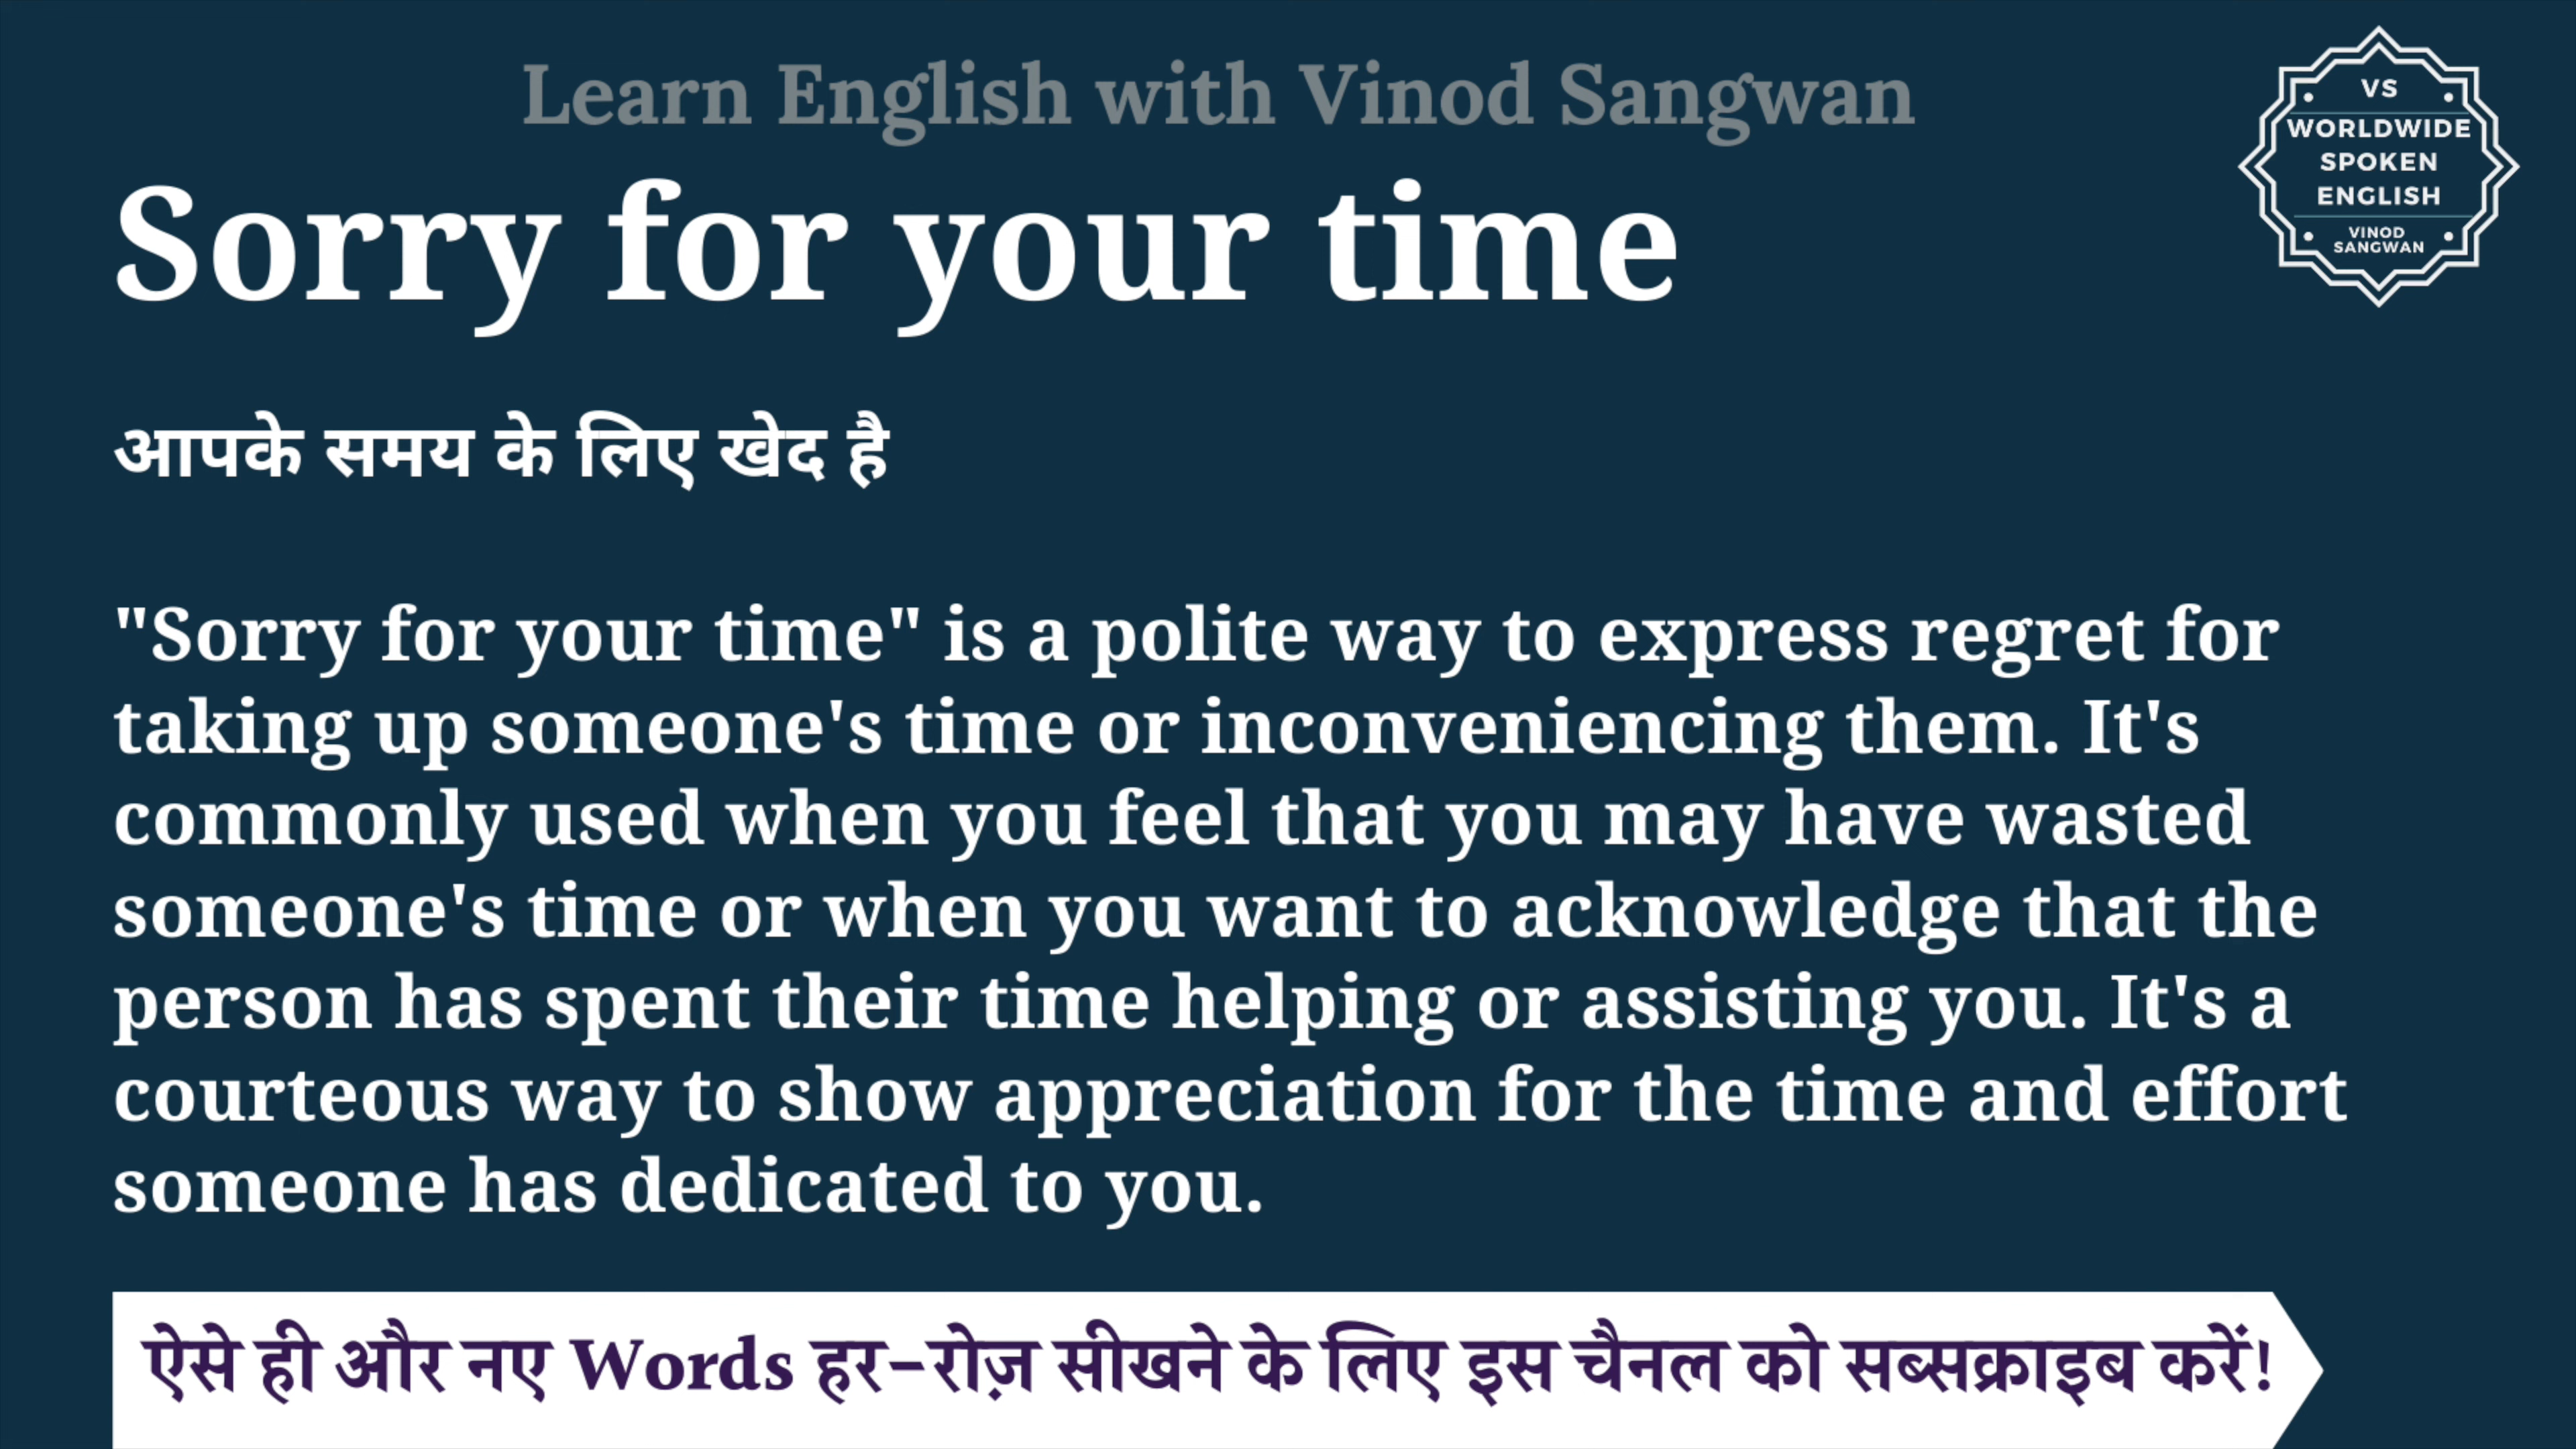 Learn English with Vinod Sangwan
VS
WORLDWIDE
SPOKEN
ENGLISH
VINOD
SANGWAN
Sorry for your time
आपके समय के लिए खेद है
"Sorry for your time" is a polite way to express regret for
taking up someone's time or inconveniencing them. It's
commonly used when you feel that you may have wasted
someone's time or when you want to acknowledge that the
person has spent their time helping or assisting you. It's a
courteous way to show appreciation for the time and effort
someone has dedicated to you.
ऐसे ही और नए Words हर-रोज़ सीखने के लिए इस चैनल को सब्सक्राइब करें!